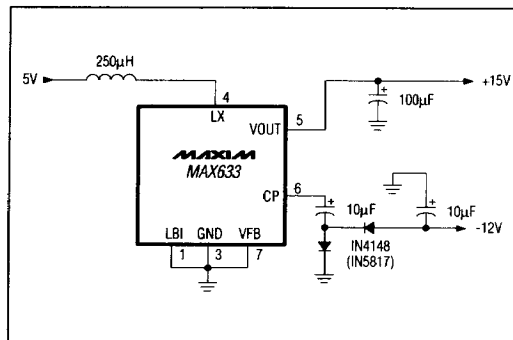 250µH
5V
4
LX
+15V
100µF
+
VOUT
5
MAXIM
MAX633
CP
6
+
10µF
+
10µF
-12V
IN4148
(IN5817)
LBI GND VFB
1 3 7